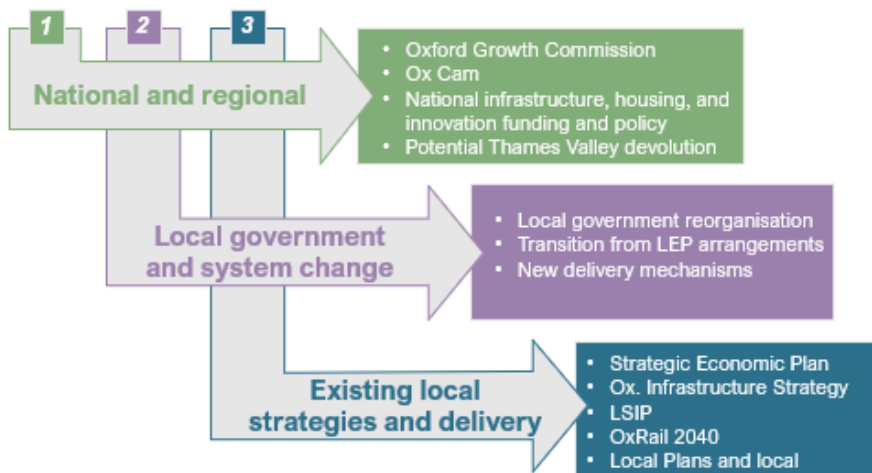 1
2
3
National and regional
• Oxford Growth Commission
• Ox Cam
• National infrastructure, housing, and
innovation funding and policy
• Potential Thames Valley devolution
Local government
and system change
• Local government reorganisation
• Transition from LEP arrangements
• New delivery mechanisms
Existing local
strategies and delivery
• Strategic Economic Plan
• Ox. Infrastructure Strategy
• LSIP
• OxRail 2040
• Local Plans and local